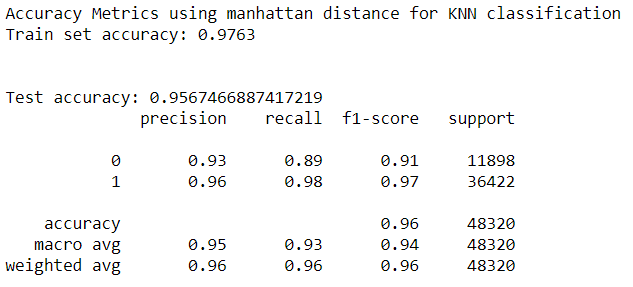 Accuracy Metrics using manhattan distance for KNN classification
Train set accuracy: 0.9763
Test accuracy: 0.9567466887417219
precision recall f1-score support
0 0.93 0.89 0.91 11898
1 0.96 0.98 0.97 36422
accuracy 0.96 48320
macro avg 0.95 0.93 0.94 48320
weighted avg 0.96 0.96 0.96 48320